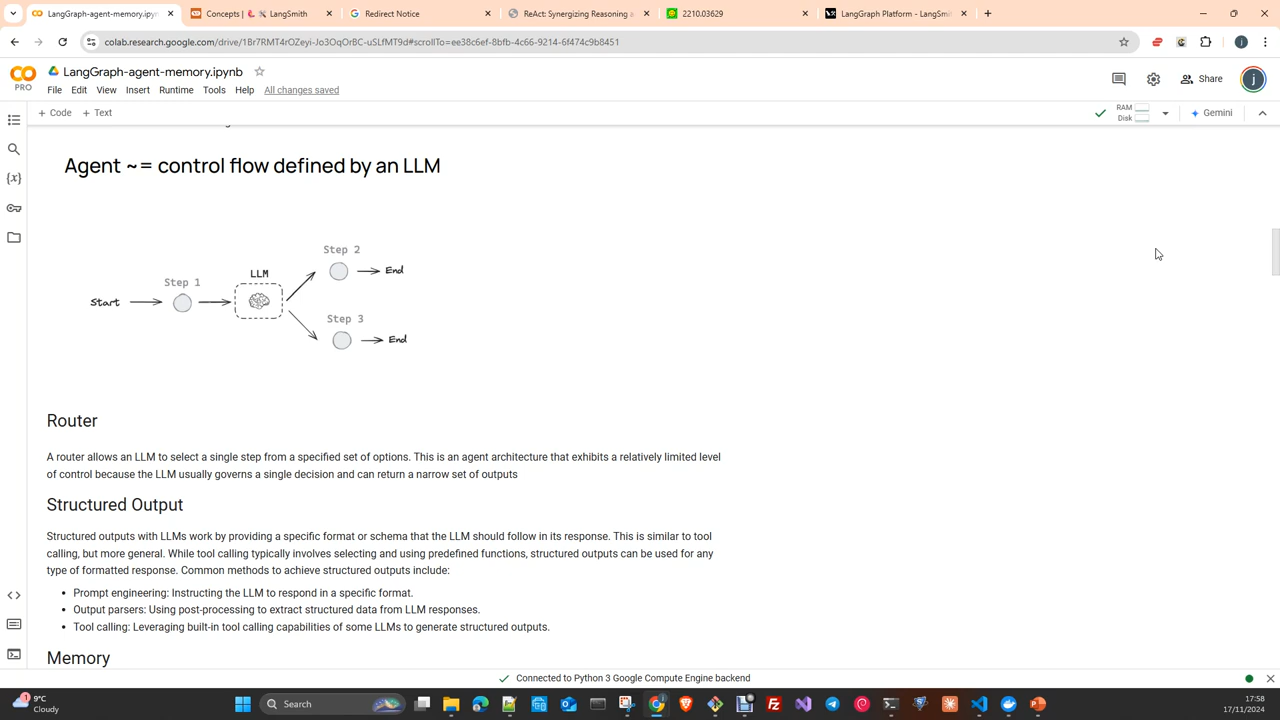 LangGraph-agent-memory.ipyn
Concepts | 🦜🛠️ LangSmith
Redirect Notice
ReAct: Synergizing Reasoning a
2210.03629
LangGraph Platform - LangSmi
colab.research.google.com/drive/1Br7RMT4rOZeyi-Jo3OqOrBC-uSLfMT9d#scrollTo=ee38c6ef-8bfb-4c66-9214-6f474c9b8451
LangGraph-agent-memory.ipynb
PRO
File Edit View Insert Runtime Tools Help All changes saved
Share
j
+ Code + Text
RAM
Disk
Gemini
Agent ~= control flow defined by an LLM
Step 2
End
LLM
Step 1
Start
Step 3
End
Router
A router allows an LLM to select a single step from a specified set of options. This is an agent architecture that exhibits a relatively limited level
of control because the LLM usually governs a single decision and can return a narrow set of outputs
Structured Output
Structured outputs with LLMs work by providing a specific format or schema that the LLM should follow in its response. This is similar to tool
calling, but more general. While tool calling typically involves selecting and using predefined functions, structured outputs can be used for any
type of formatted response. Common methods to achieve structured outputs include:
• Prompt engineering: Instructing the LLM to respond in a specific format.
• Output parsers: Using post-processing to extract structured data from LLM responses.
• Tool calling: Leveraging built-in tool calling capabilities of some LLMs to generate structured outputs.
Memory
Connected to Python 3 Google Compute Engine backend
1
9°C
Cloudy
Search
17:58
17/11/2024